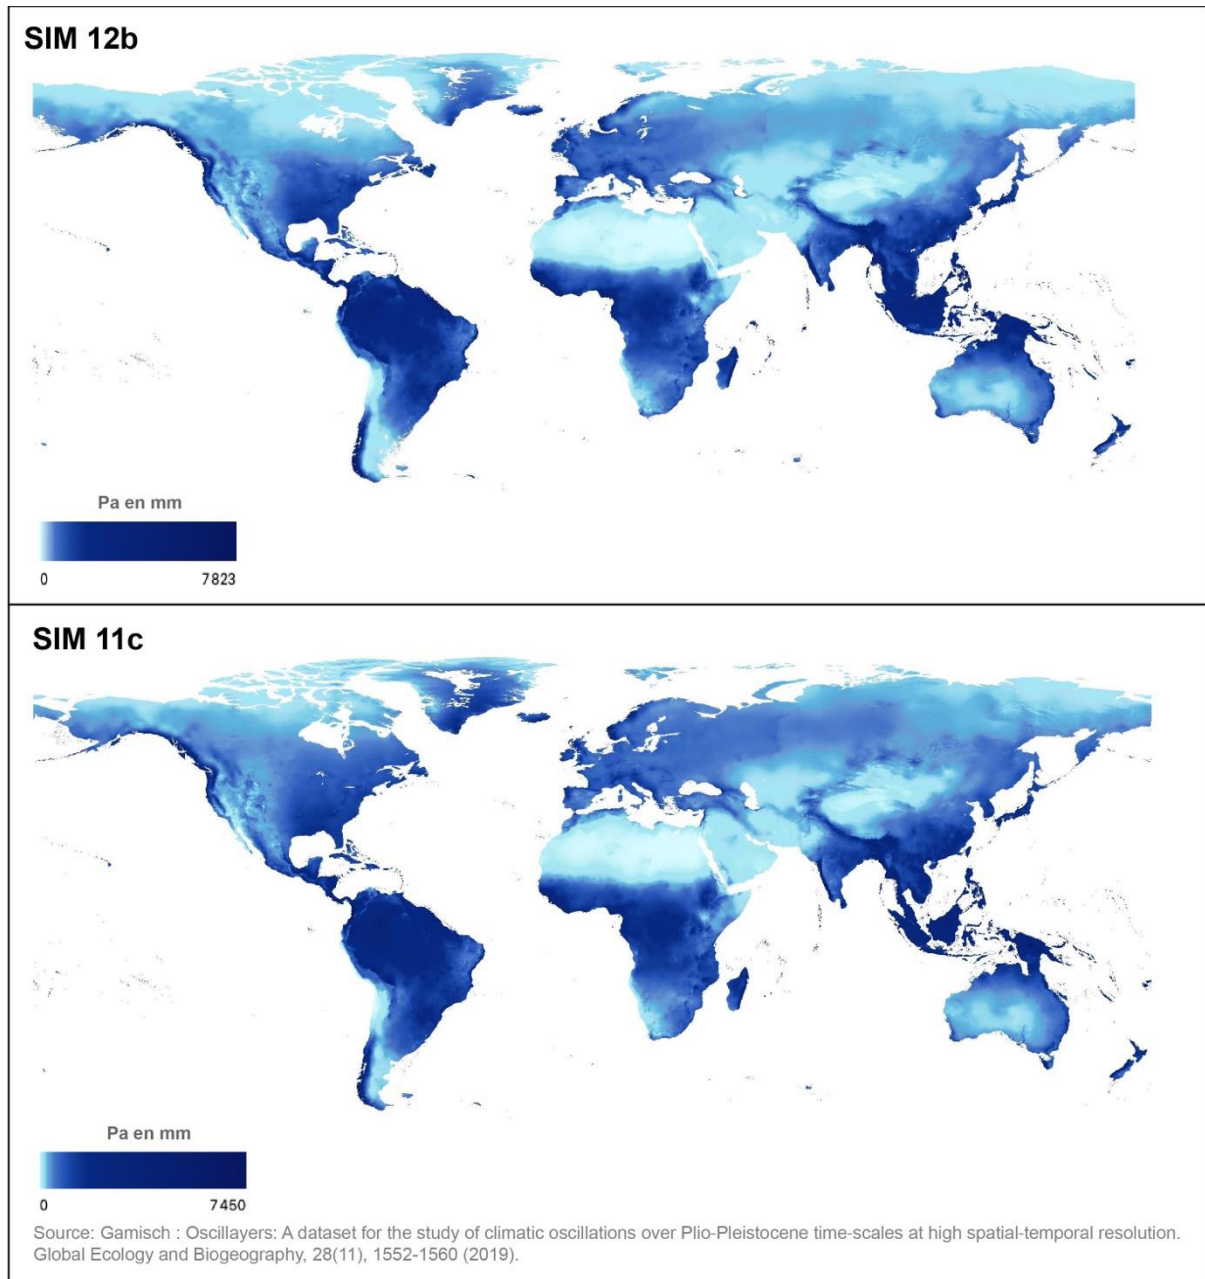 SIM 12b
Pa en mm
0 7823
SIM 11c
Pa en mm
0 7450
Source: Gamisch : Oscillayers: A dataset for the study of climatic oscillations over Plio-Pleistocene time-scales at high spatial-temporal resolution.
Global Ecology and Biogeography, 28(11), 1552-1560 (2019).